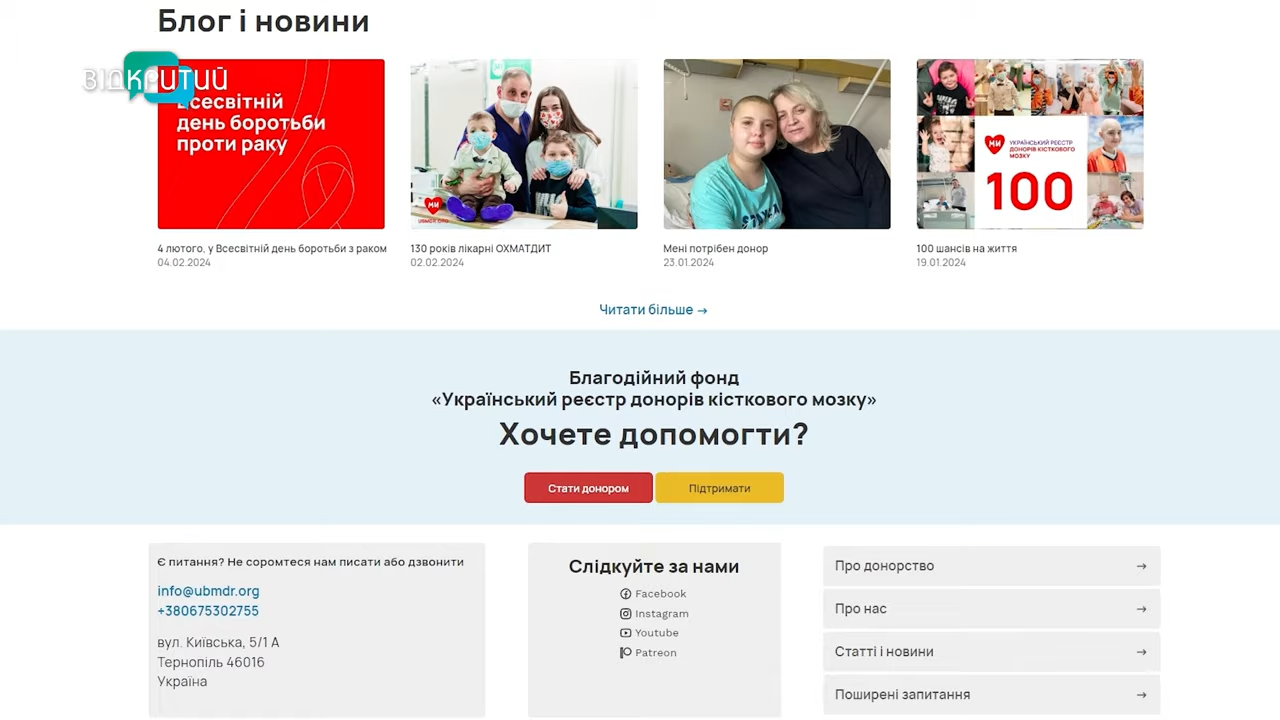 Блог і новини
ВІДКРИТИЙ
Всесвітній
день боротьби
проти раку
МИ
UBMDR.ORG
МИ
УКРАЇНСЬКИЙ РЕЄСТР
ДОНОРІВ КІСТКОВОГО
МОЗКУ
100
4 лютого, у Всесвітній день боротьби з раком
04.02.2024
130 років лікарні ОХМАТДИТ
02.02.2024
Мені потрібен донор
23.01.2024
100 шансів на життя
19.01.2024
Читати більше →
Благодійний фонд
«Український реєстр донорів кісткового мозку»
Хочете допомогти?
Стати донором
Підтримати
Є питання? Не соромтеся нам писати або дзвонити
info@ubmdr.org
+380675302755
вул. Київська, 5/1 А
Тернопіль 46016
Україна
Слідкуйте за нами
Facebook
Instagram
Youtube
Patreon
Про донорство →
Про нас →
Статті і новини →
Поширені запитання →